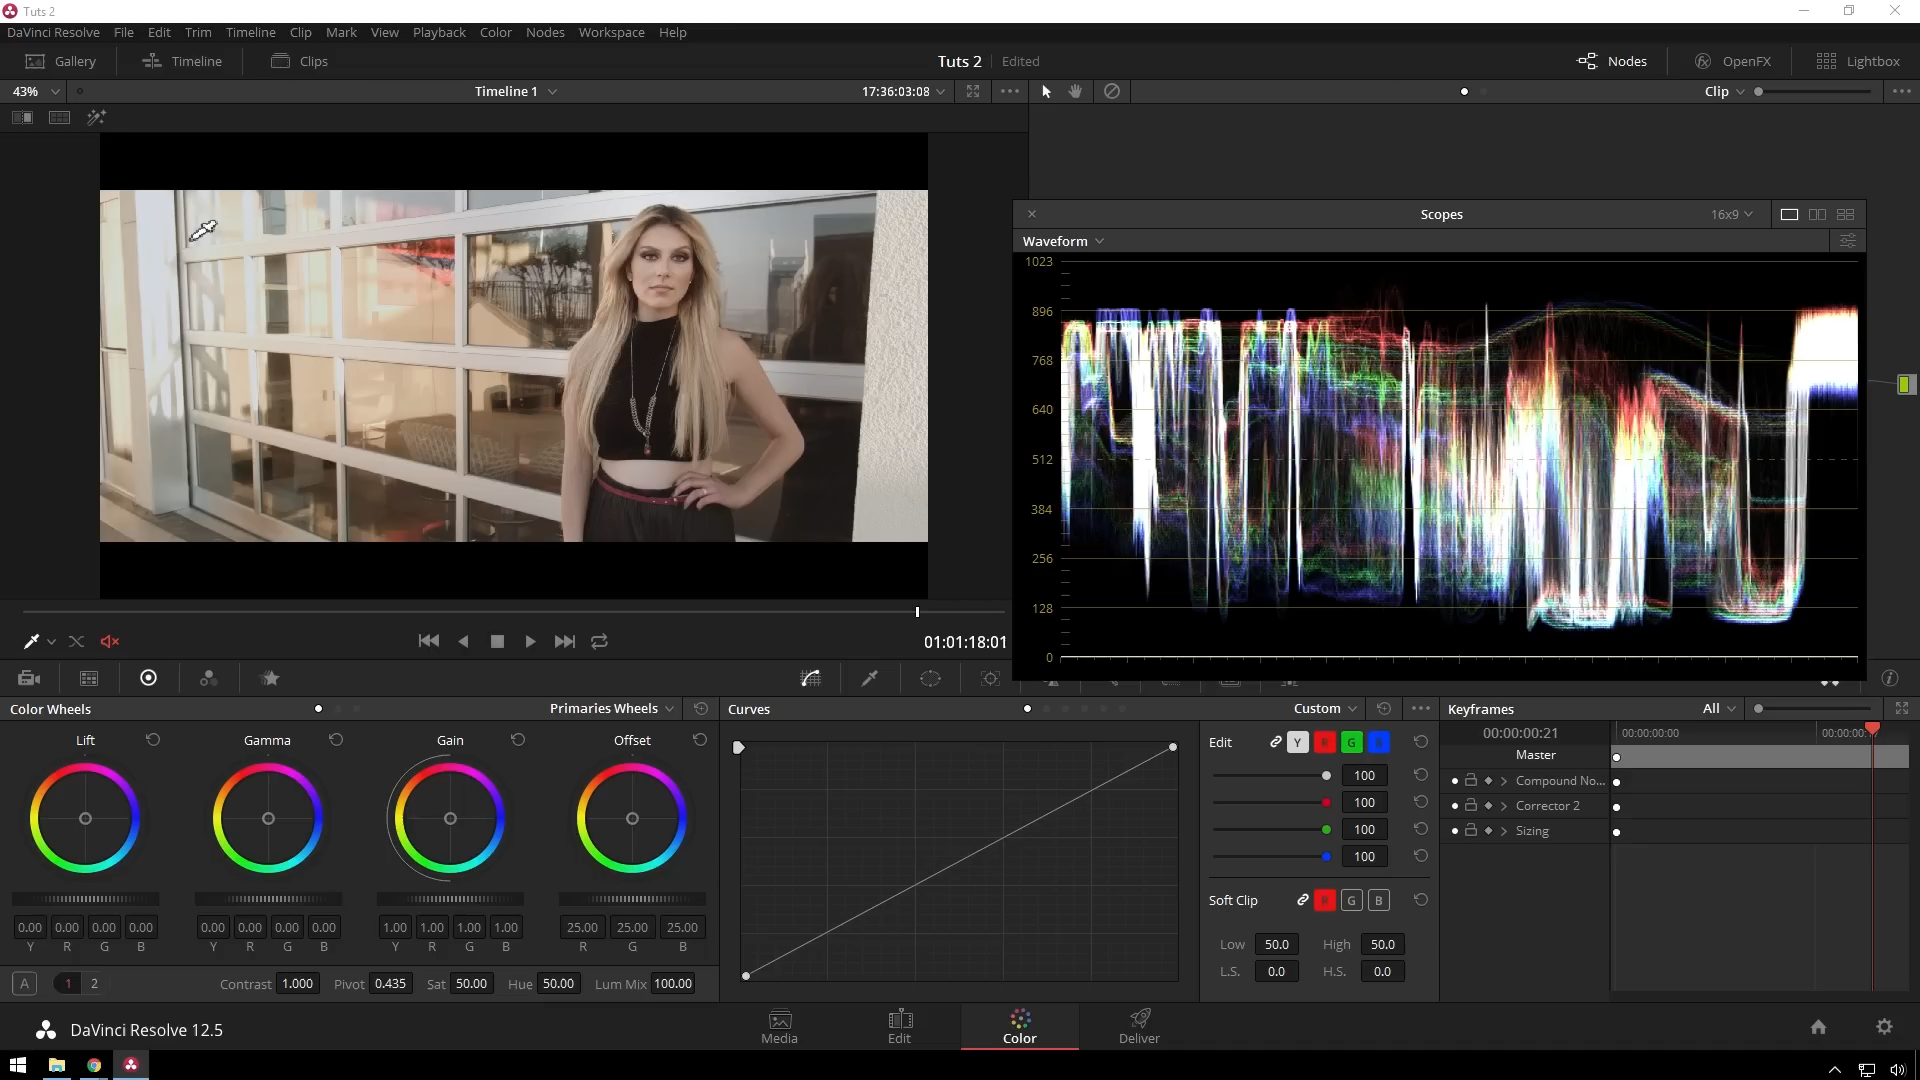 Tuts 2
DaVinci Resolve File Edit Trim Timeline Clip Mark View Playback Color Nodes Workspace Help
Gallery Timeline Clips Tuts 2 Edited Nodes OpenFX Lightbox
43% Timeline 1 17:36:03:08 Clip
Scopes 16x9
Waveform
1023
896
768
640
512
384
256
128
0
01:01:18:01
Color Wheels Primaries Wheels Curves Custom Keyframes All
Lift Gamma Gain Offset
Edit Y R G
100
100
100
100
00:00:00:21 00:00:00:00
Master
Compound No...
Corrector 2
Sizing
Soft Clip R G B
0.00 0.00 0.00 0.00 0.00 0.00 0.00 0.00 1.00 1.00 1.00 1.00 25.00 25.00 25.00
Y R G B Y R G B Y R G B R G B
Low 50.0 High 50.0
L.S. 0.0 H.S. 0.0
A 1 2 Contrast 1.000 Pivot 0.435 Sat 50.00 Hue 50.00 Lum Mix 100.00
DaVinci Resolve 12.5
Media Edit Color Deliver